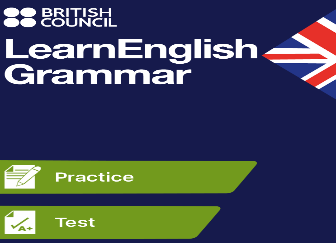 BRITISH
COUNCIL
LearnEnglish
Grammar
Practice
A+
Test